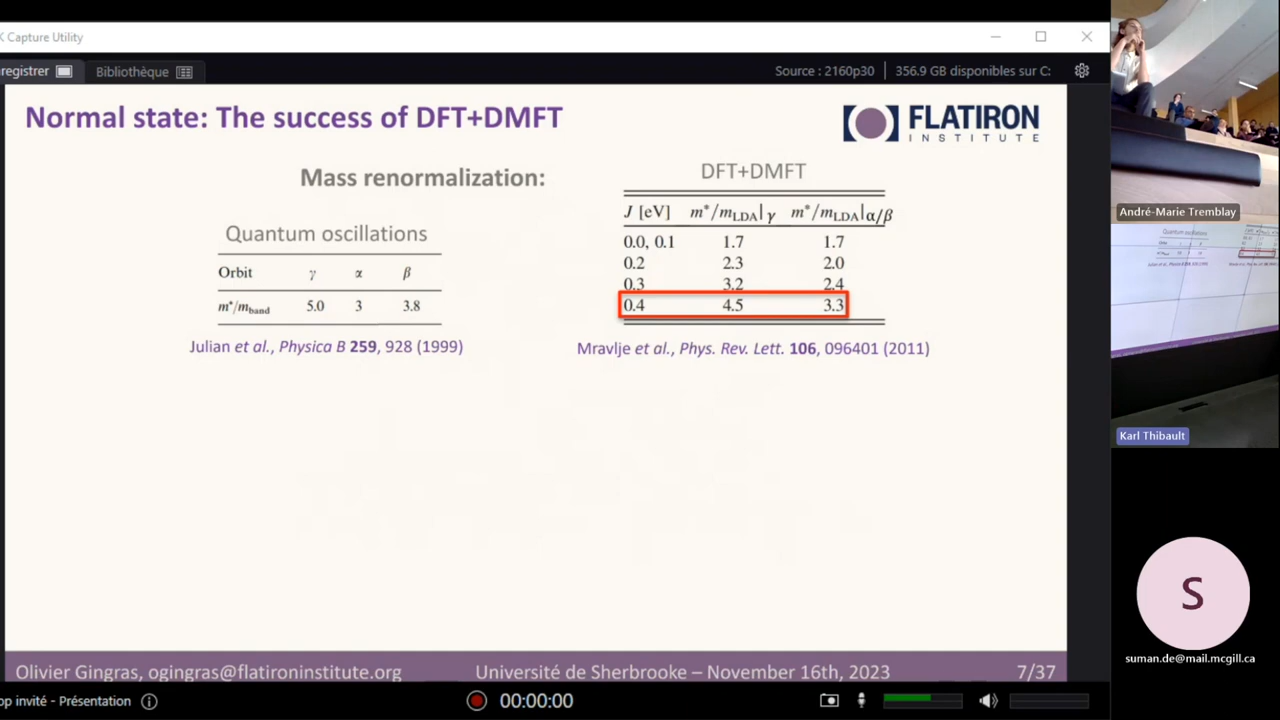 Capture Utility
registrer
Bibliothèque
Source : 2160p30
356.9 GB disponibles sur C:
Normal state: The success of DFT+DMFT
FLATIRON
INSTITUTE
Mass renormalization:
DFT+DMFT
J [eV] m*/mLDA|γ m*/mLDA|α/β
0.0, 0.1 1.7 1.7
0.2 2.3 2.0
0.3 3.2 2.4
0.4 4.5 3.3
Mravlje et al., Phys. Rev. Lett. 106, 096401 (2011)
Quantum oscillations
Orbit γ α β
m*/mband 5.0 3 3.8
Julian et al., Physica B 259, 928 (1999)
Olivier Gingras, ogingras@flatironinstitute.org
Université de Sherbrooke – November 16th, 2023
7/37
op invité - Présentation
00:00:00
André-Marie Tremblay
Karl Thibault
S
suman.de@mail.mcgill.ca